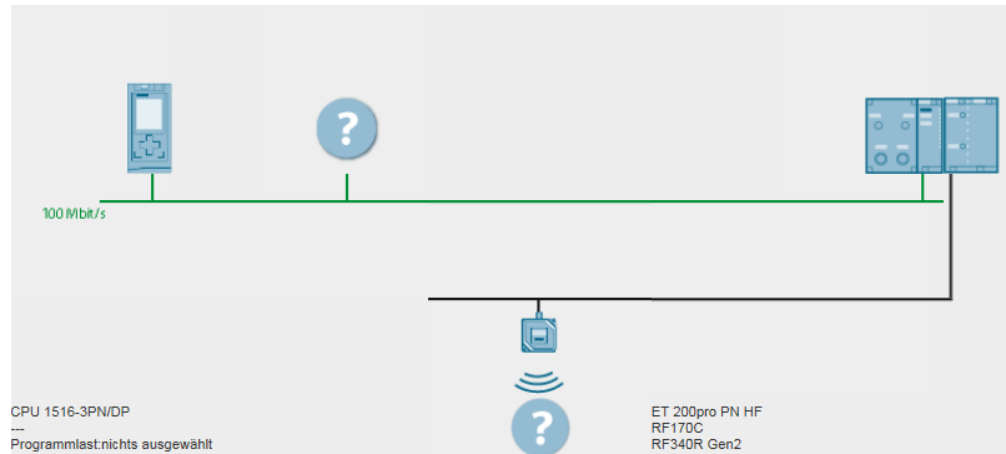 100 Mbit/s
CPU 1516-3PN/DP
---
Programmlast:nichts ausgewählt
ET 200pro PN HF
RF170C
RF340R Gen2